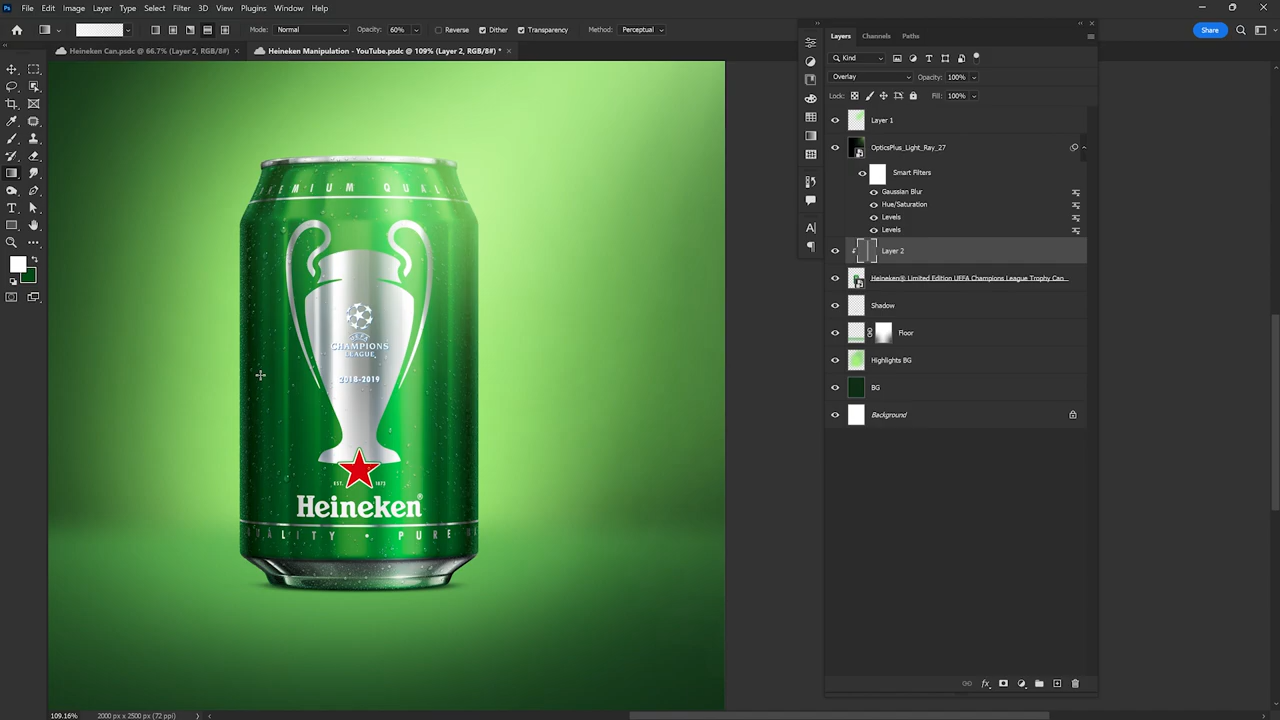 File Edit Image Layer Type Select Filter 3D View Plugins Window Help
Mode: Normal Opacity: 60% Reverse Dither Transparency Method: Perceptual
Share
Heineken Can.psdc @ 66.7% (Layer 2, RGB/8#) ×
Heineken Manipulation - YouTube.psdc @ 109% (Layer 2, RGB/8#) * ×
Layers Channels Paths
Kind
Overlay Opacity: 100%
Lock: Fill: 100%
Layer 1
OpticsPlus_Light_Ray_27
Smart Filters
Gaussian Blur
Hue/Saturation
Levels
Levels
Layer 2
Heineken® Limited Edition UEFA Champions League Trophy Can...
Shadow
Floor
Highlights BG
BG
Background
PREMIUM QUALI
CHAMPIONS
LEAGUE
2018-2019
EST. 1873
Heineken®
QUALITY • PURE
109.16% 2000 px x 2500 px (72 ppi)